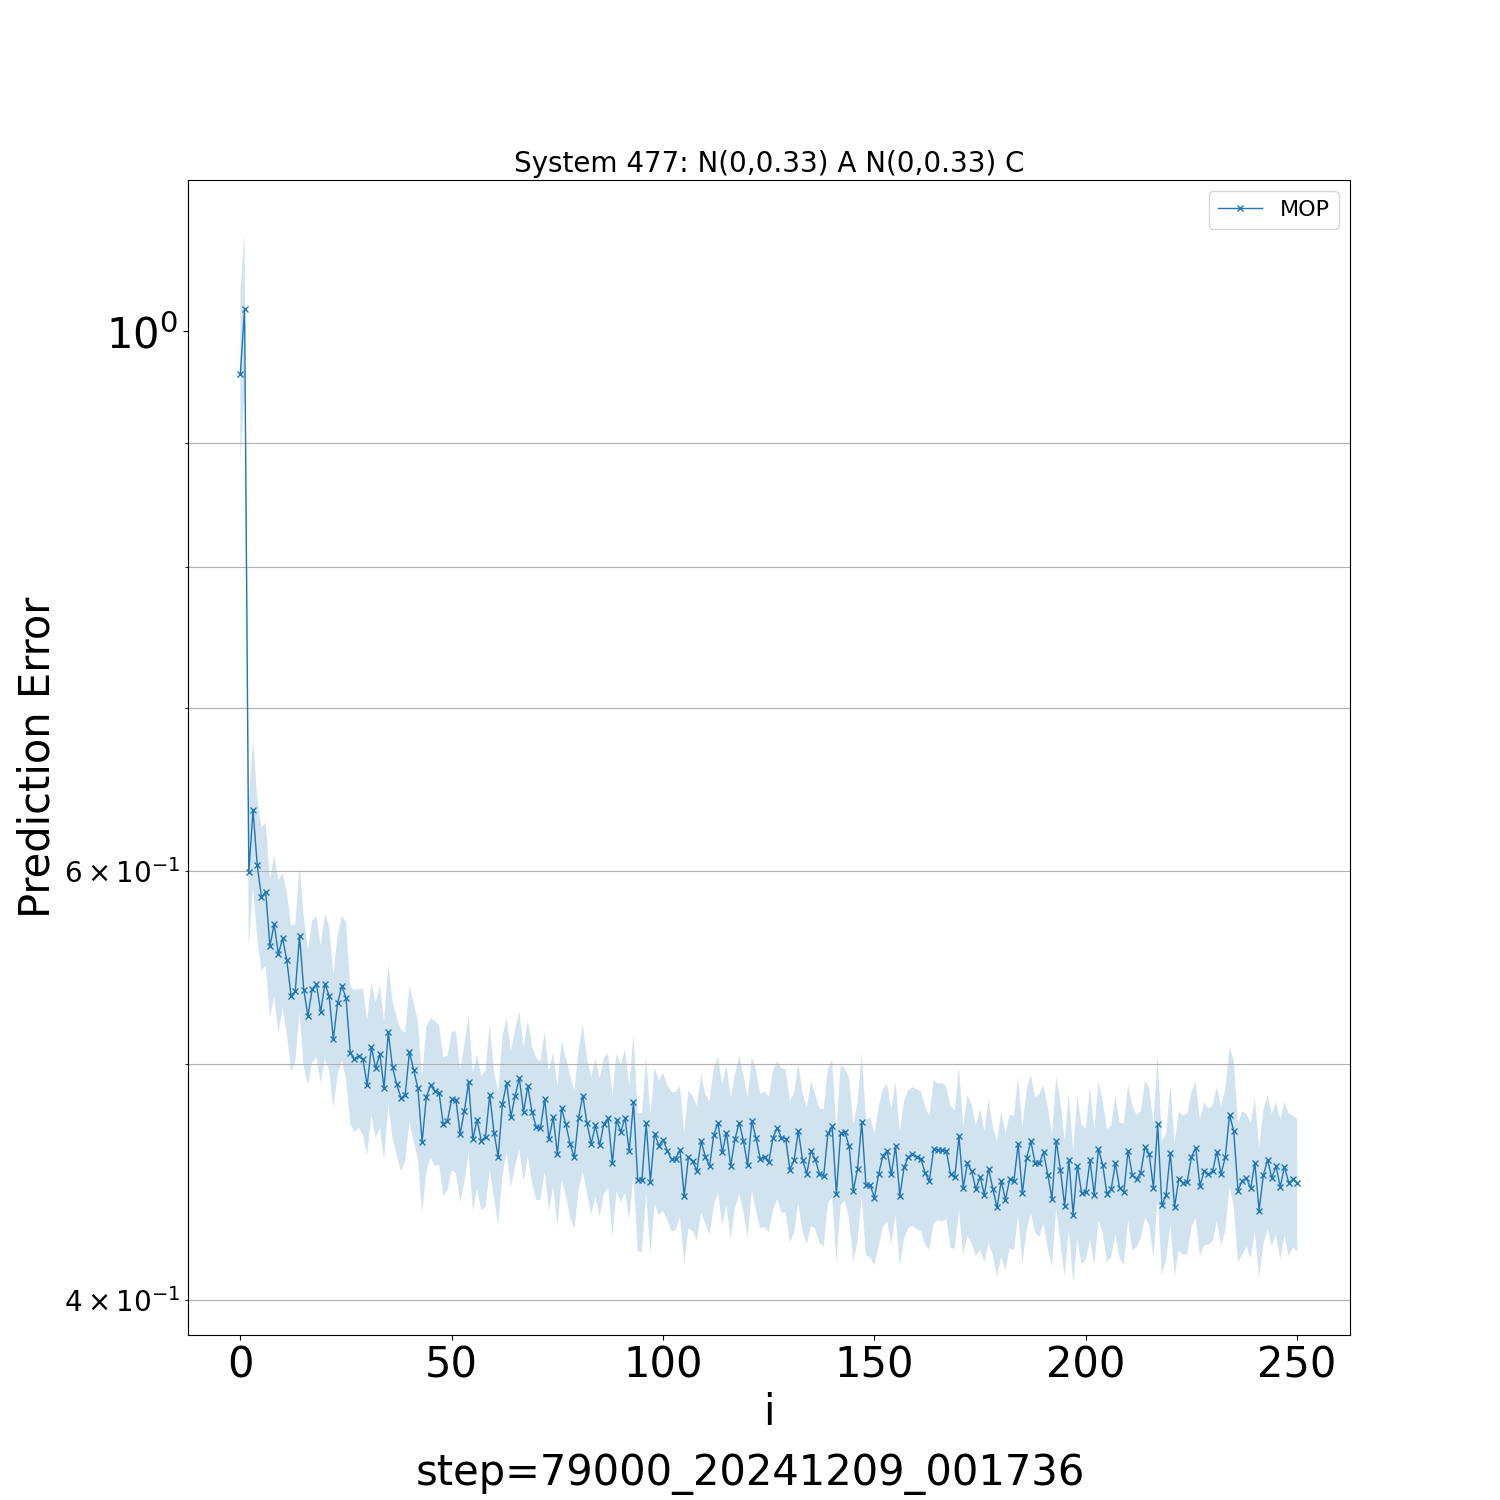 System 477: N(0,0.33) A N(0,0.33) C
MOP
10⁰
6 × 10⁻¹
4 × 10⁻¹
Prediction Error
0 50 100 150 200 250
i
step=79000_20241209_001736